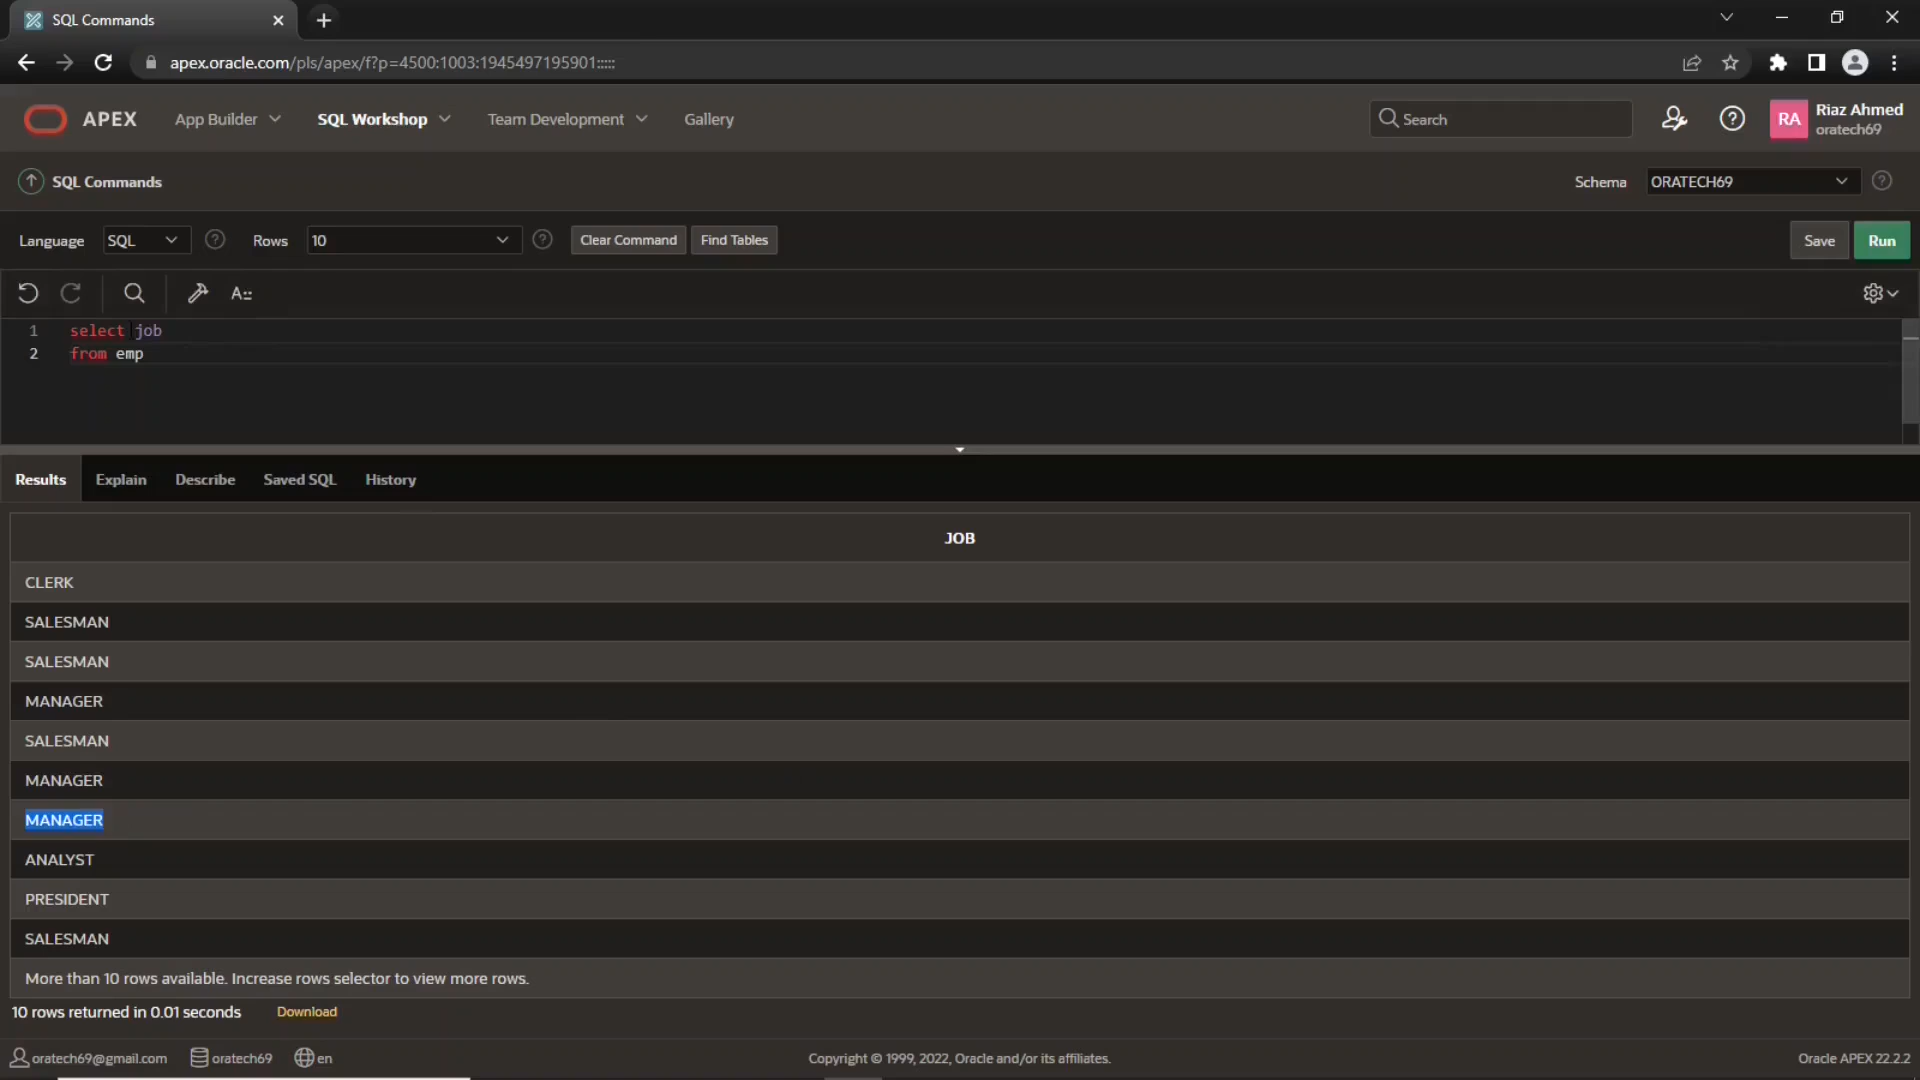 SQL Commands
apex.oracle.com/pls/apex/f?p=4500:1003:1945497195901:::::
APEX App Builder SQL Workshop Team Development Gallery Search RA Riaz Ahmed
oratech69
SQL Commands Schema ORATECH69
Language SQL Rows 10 Clear Command Find Tables Save Run
A::
1 select job
2 from emp
Results Explain Describe Saved SQL History
JOB
CLERK
SALESMAN
SALESMAN
MANAGER
SALESMAN
MANAGER
MANAGER
ANALYST
PRESIDENT
SALESMAN
More than 10 rows available. Increase rows selector to view more rows.
10 rows returned in 0.01 seconds Download
oratech69@gmail.com oratech69 en Copyright © 1999, 2022, Oracle and/or its affiliates. Oracle APEX 22.2.2